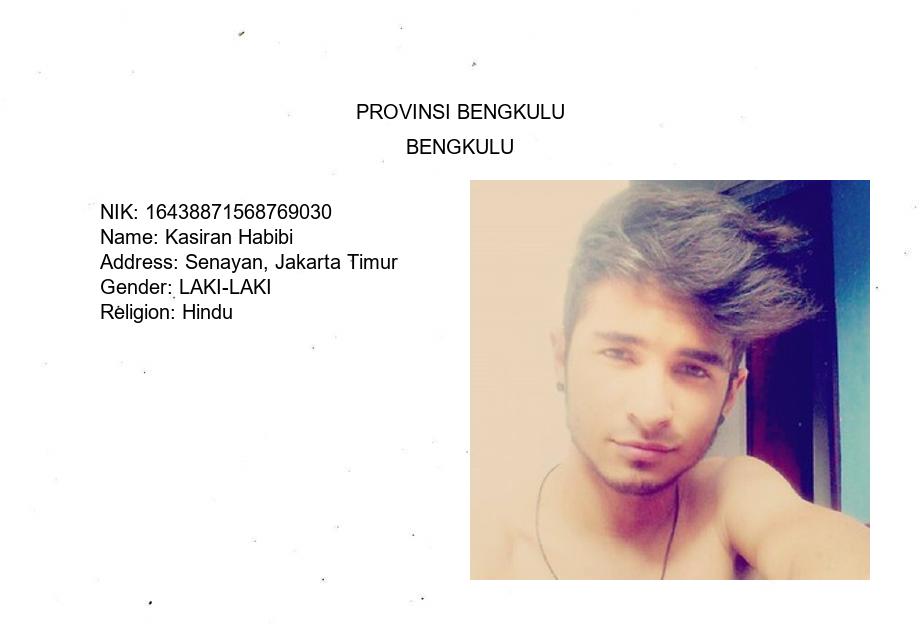 PROVINSI BENGKULU
BENGKULU
NIK: 16438871568769030
Name: Kasiran Habibi
Address: Senayan, Jakarta Timur
Gender: LAKI-LAKI
Religion: Hindu